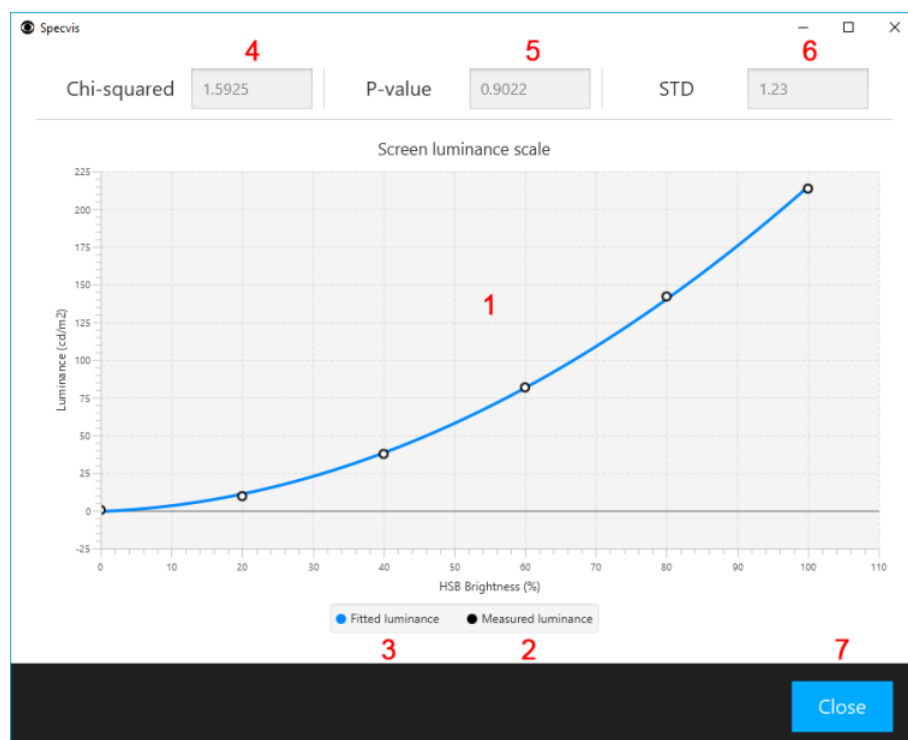 Specvis
4 5 6
Chi-squared 1.5925 P-value 0.9022 STD 1.23
Screen luminance scale
225
200
175
150
125
100
75
50
25
0
-25
Luminance (cd/m2)
1
0 10 20 30 40 50 60 70 80 90 100 110
HSB Brightness (%)
Fitted luminance Measured luminance
3 2 7
Close